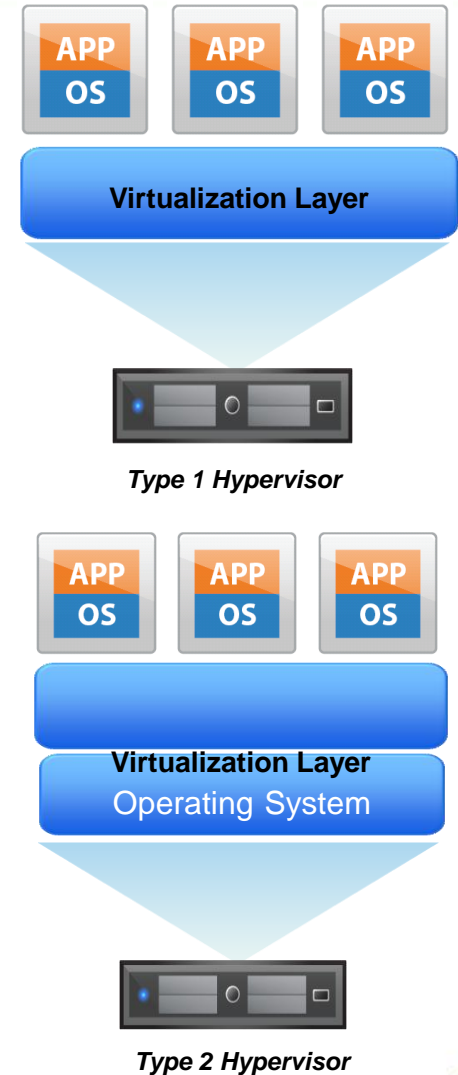 APP APP APP
OS OS OS
Virtualization Layer
Type 1 Hypervisor
APP APP APP
OS OS OS
Virtualization Layer
Operating System
Type 2 Hypervisor